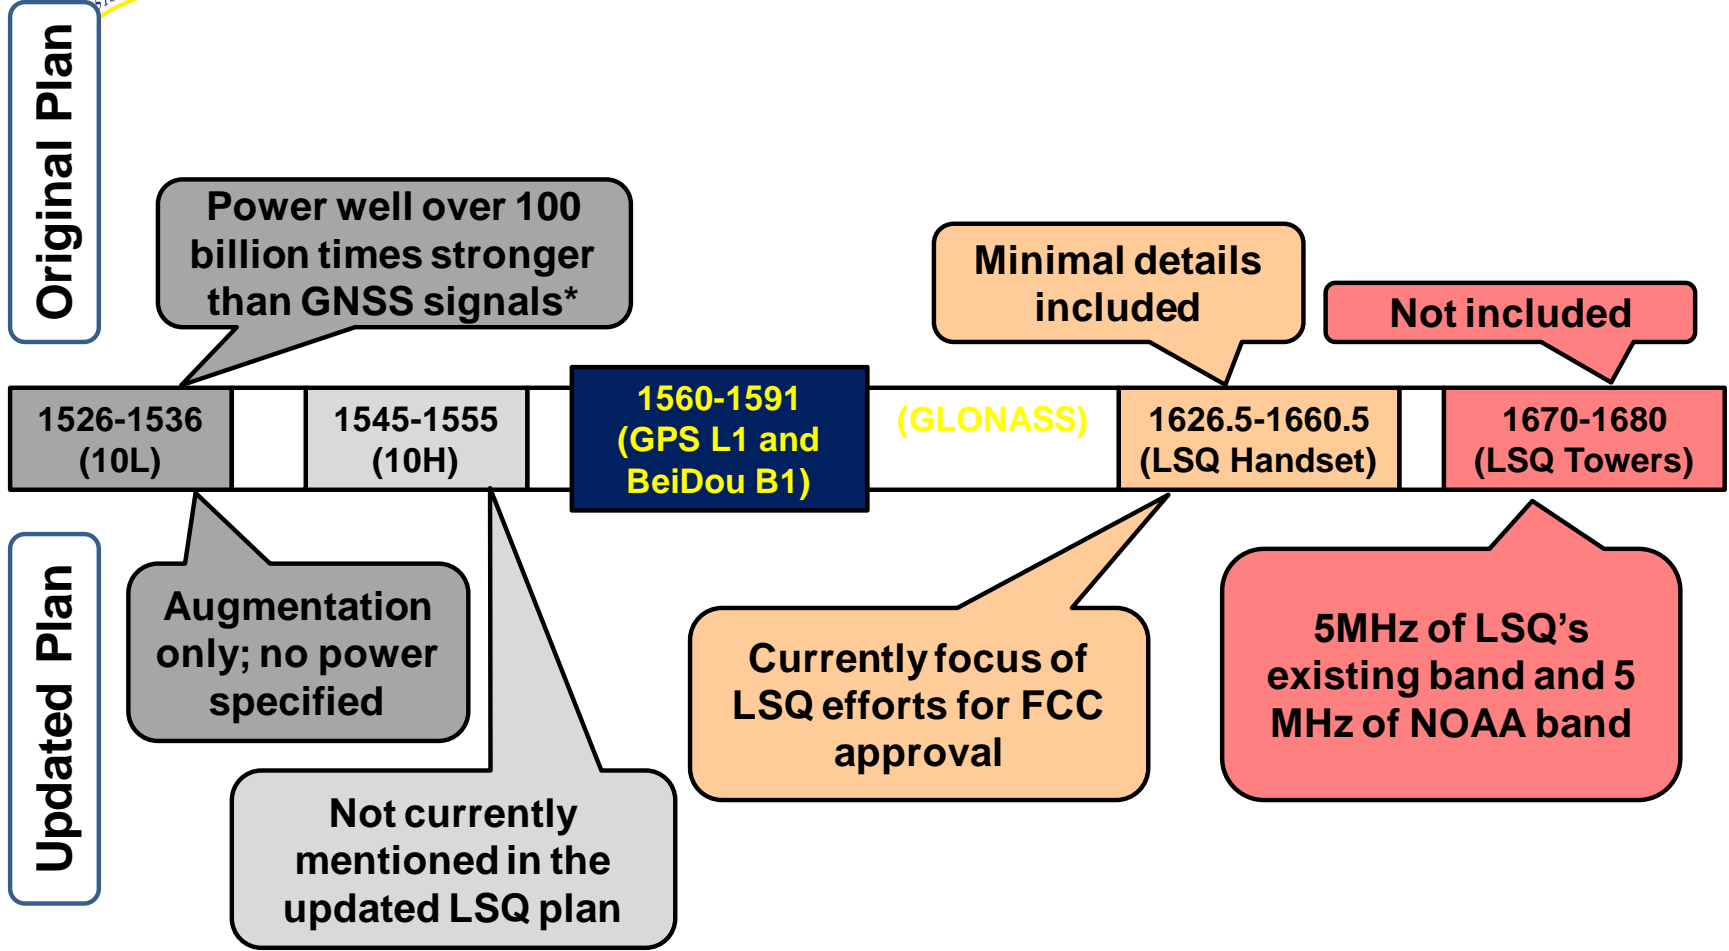 Original Plan
Power well over 100
billion times stronger
than GNSS signals*
Minimal details
included
Not included
1526-1536
(10L)
1545-1555
(10H)
1560-1591
(GPS L1 and
BeiDou B1)
(GLONASS)
1626.5-1660.5
(LSQ Handset)
1670-1680
(LSQ Towers)
Updated Plan
Augmentation
only; no power
specified
Not currently
mentioned in the
updated LSQ plan
Currently focus of
LSQ efforts for FCC
approval
5MHz of LSQ’s
existing band and 5
MHz of NOAA band